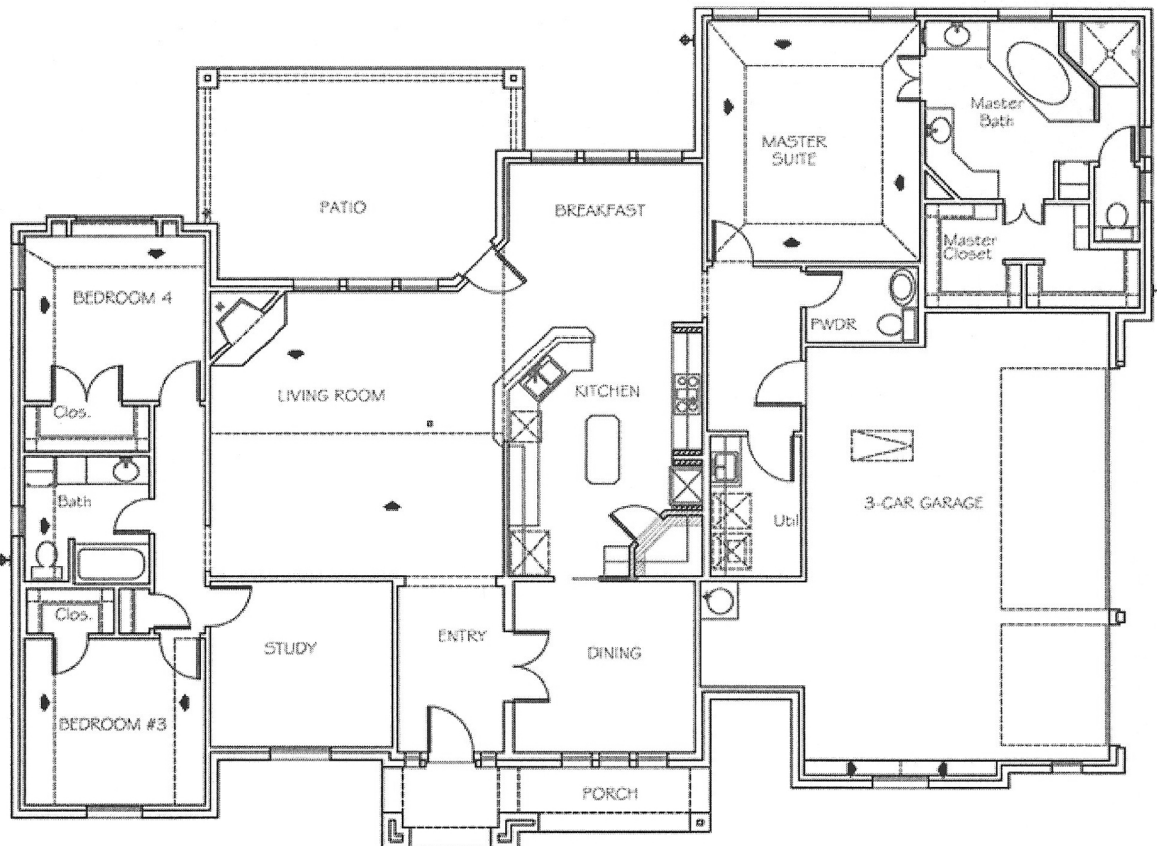 Master
Bath
MASTER
SUITE
PATIO
BREAKFAST
Master
Closet
BEDROOM 4
PWDR
LIVING ROOM
KITCHEN
Clos.
Bath
3-CAR GARAGE
Util
Clos.
STUDY
ENTRY
DINING
BEDROOM #3
PORCH